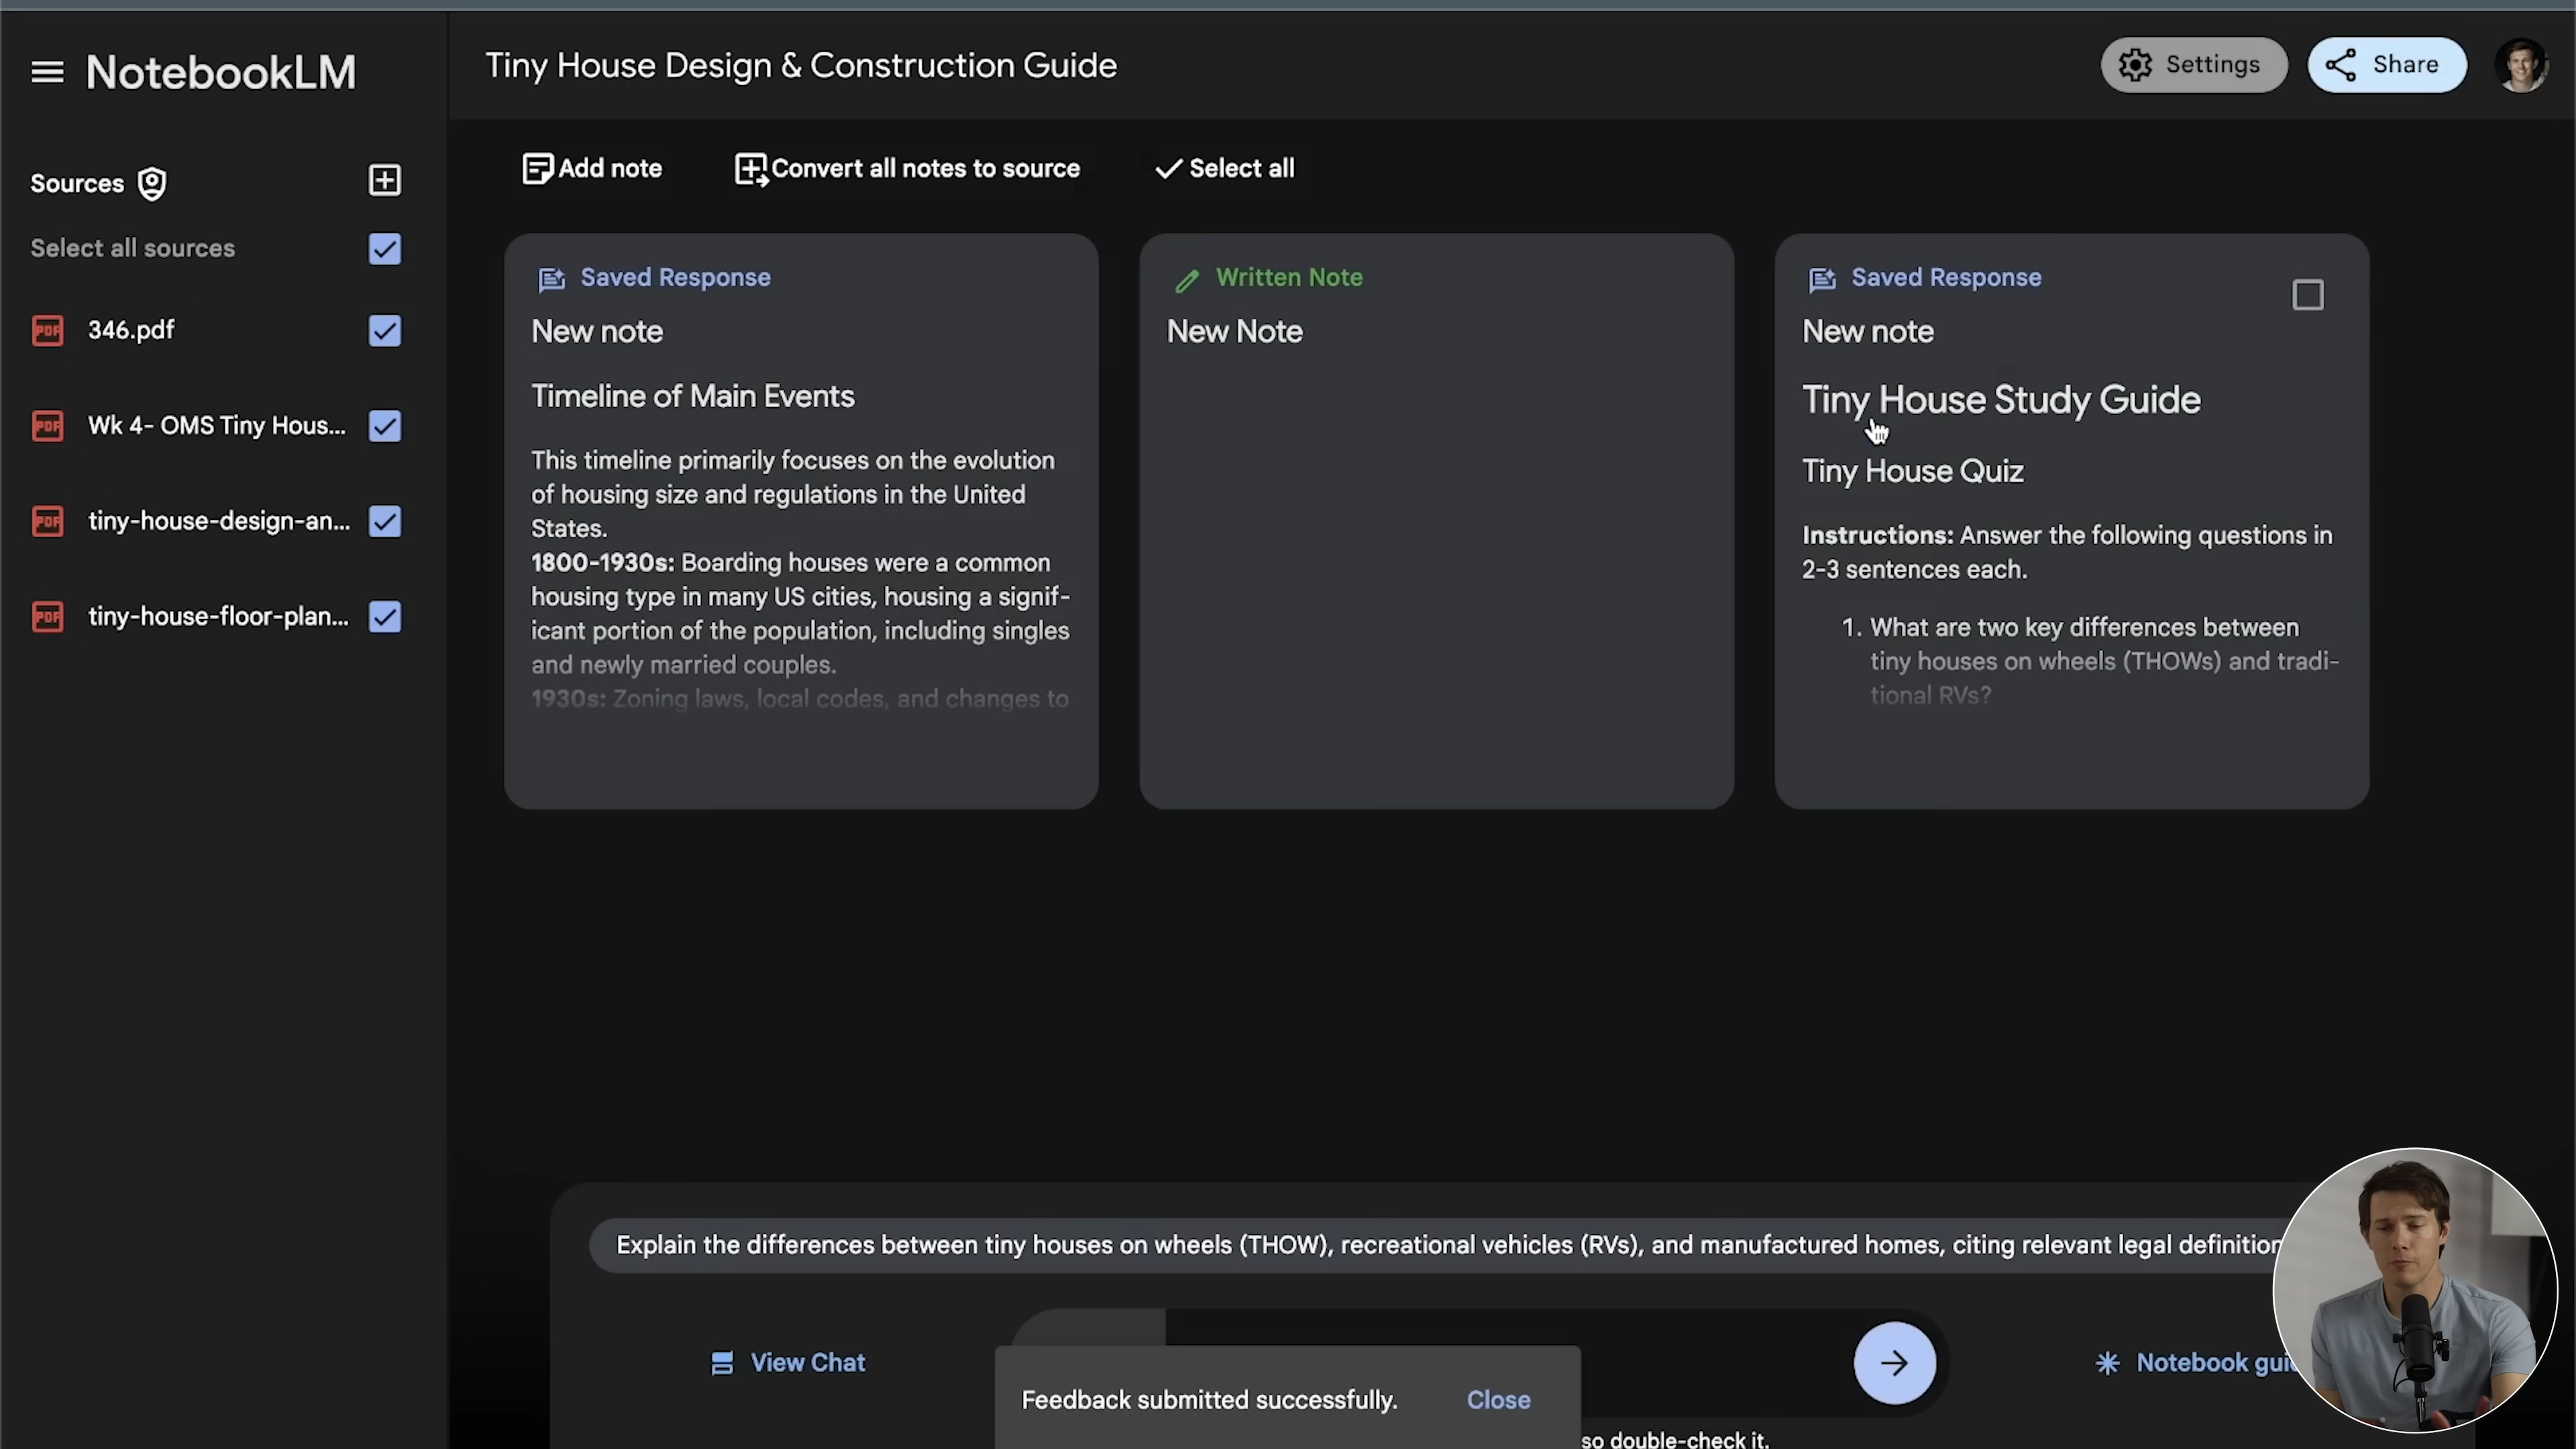 NotebookLM
Tiny House Design & Construction Guide
Settings
Share
Sources
Select all sources
346.pdf
Wk 4- OMS Tiny Hous...
tiny-house-design-an...
tiny-house-floor-plan...
Add note
Convert all notes to source
Select all
Saved Response
New note
Timeline of Main Events
This timeline primarily focuses on the evolution
of housing size and regulations in the United
States.
1800-1930s: Boarding houses were a common
housing type in many US cities, housing a signif-
icant portion of the population, including singles
and newly married couples.
1930s: Zoning laws, local codes, and changes to
Written Note
New Note
Saved Response
New note
Tiny House Study Guide
Tiny House Quiz
Instructions: Answer the following questions in
2-3 sentences each.
1. What are two key differences between
tiny houses on wheels (THOWs) and tradi-
tional RVs?
Explain the differences between tiny houses on wheels (THOW), recreational vehicles (RVs), and manufactured homes, citing relevant legal definition
View Chat
Notebook gui
Feedback submitted successfully.
Close
so double-check it.
PDF
PDF
PDF
PDF